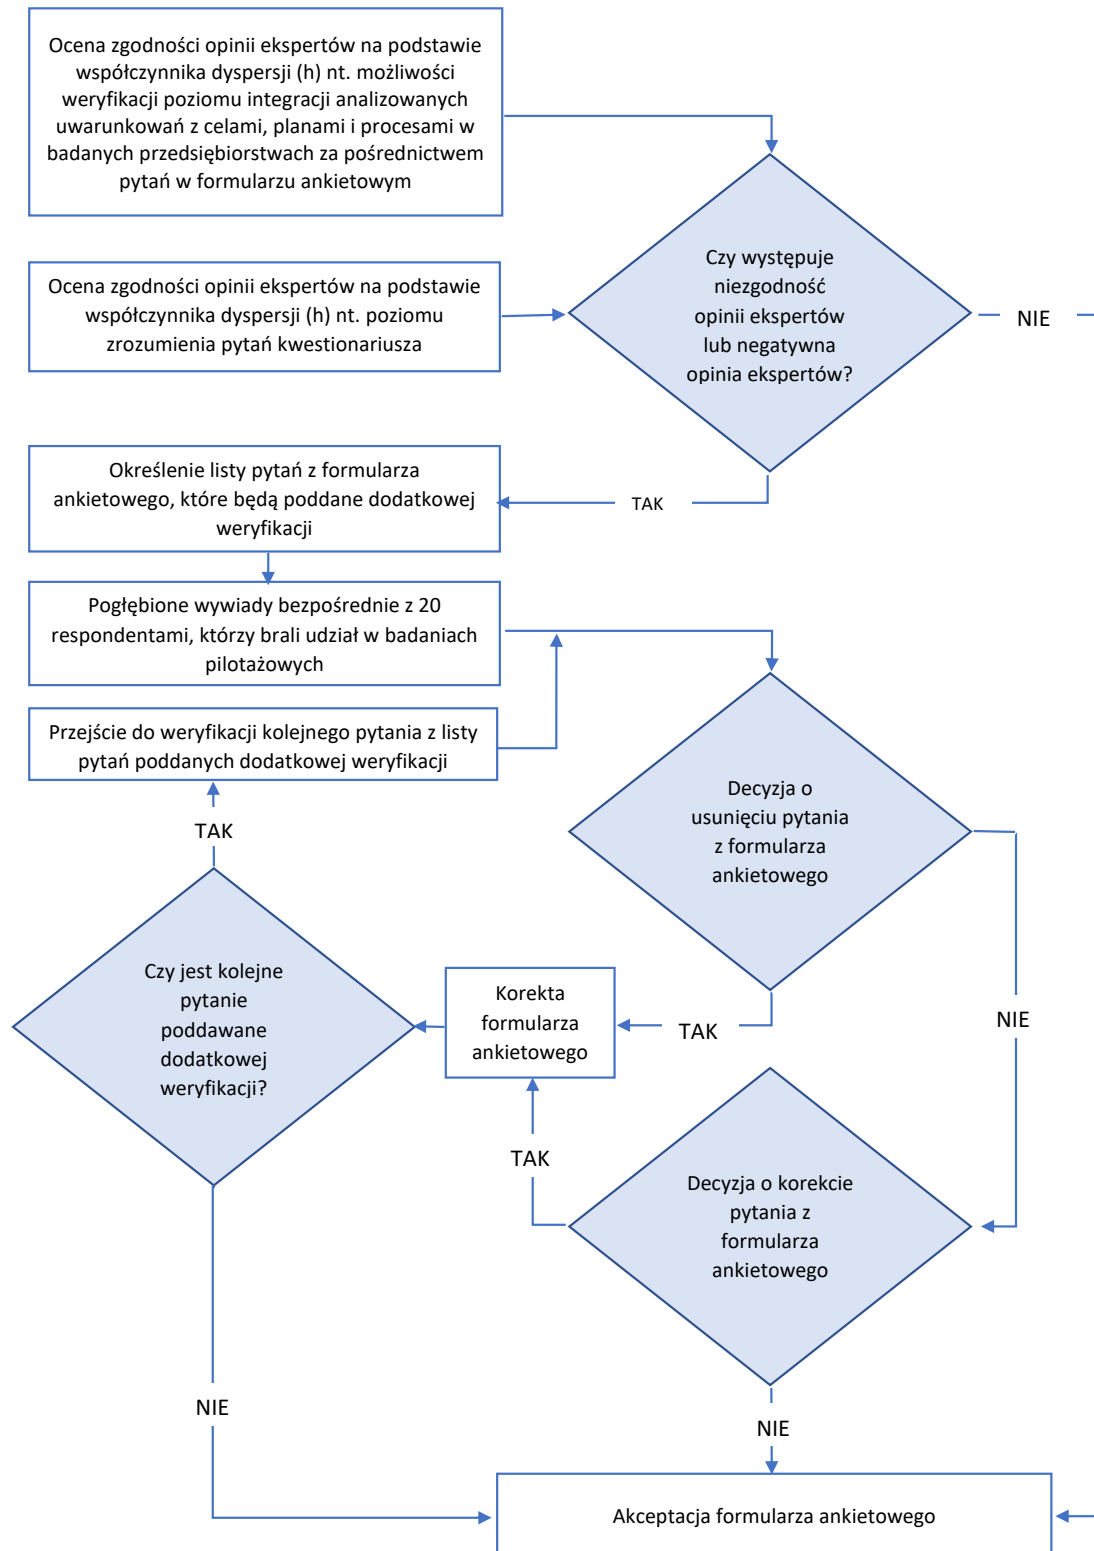 Ocena zgodności opinii ekspertów na podstawie
współczynnika dyspersji (h) nt. możliwości
weryfikacji poziomu integracji analizowanych
uwarunkowań z celami, planami i procesami w
badanych przedsiębiorstwach za pośrednictwem
pytań w formularzu ankietowym
Ocena zgodności opinii ekspertów na podstawie
współczynnika dyspersji (h) nt. poziomu
zrozumienia pytań kwestionariusza
Czy występuje
niezgodność
opinii ekspertów
lub negatywna
opinia ekspertów?
NIE
TAK
Określenie listy pytań z formularza
ankietowego, które będą poddane dodatkowej
weryfikacji
Pogłębione wywiady bezpośrednie z 20
respondentami, którzy brali udział w badaniach
pilotażowych
Przejście do weryfikacji kolejnego pytania z listy
pytań poddanych dodatkowej weryfikacji
Decyzja o
usunięciu pytania
z formularza
ankietowego
TAK
Czy jest kolejne
pytanie
poddawane
dodatkowej
weryfikacji?
Korekta
formularza
ankietowego
TAK
NIE
TAK
Decyzja o korekcie
pytania z
formularza
ankietowego
NIE
NIE
Akceptacja formularza ankietowego